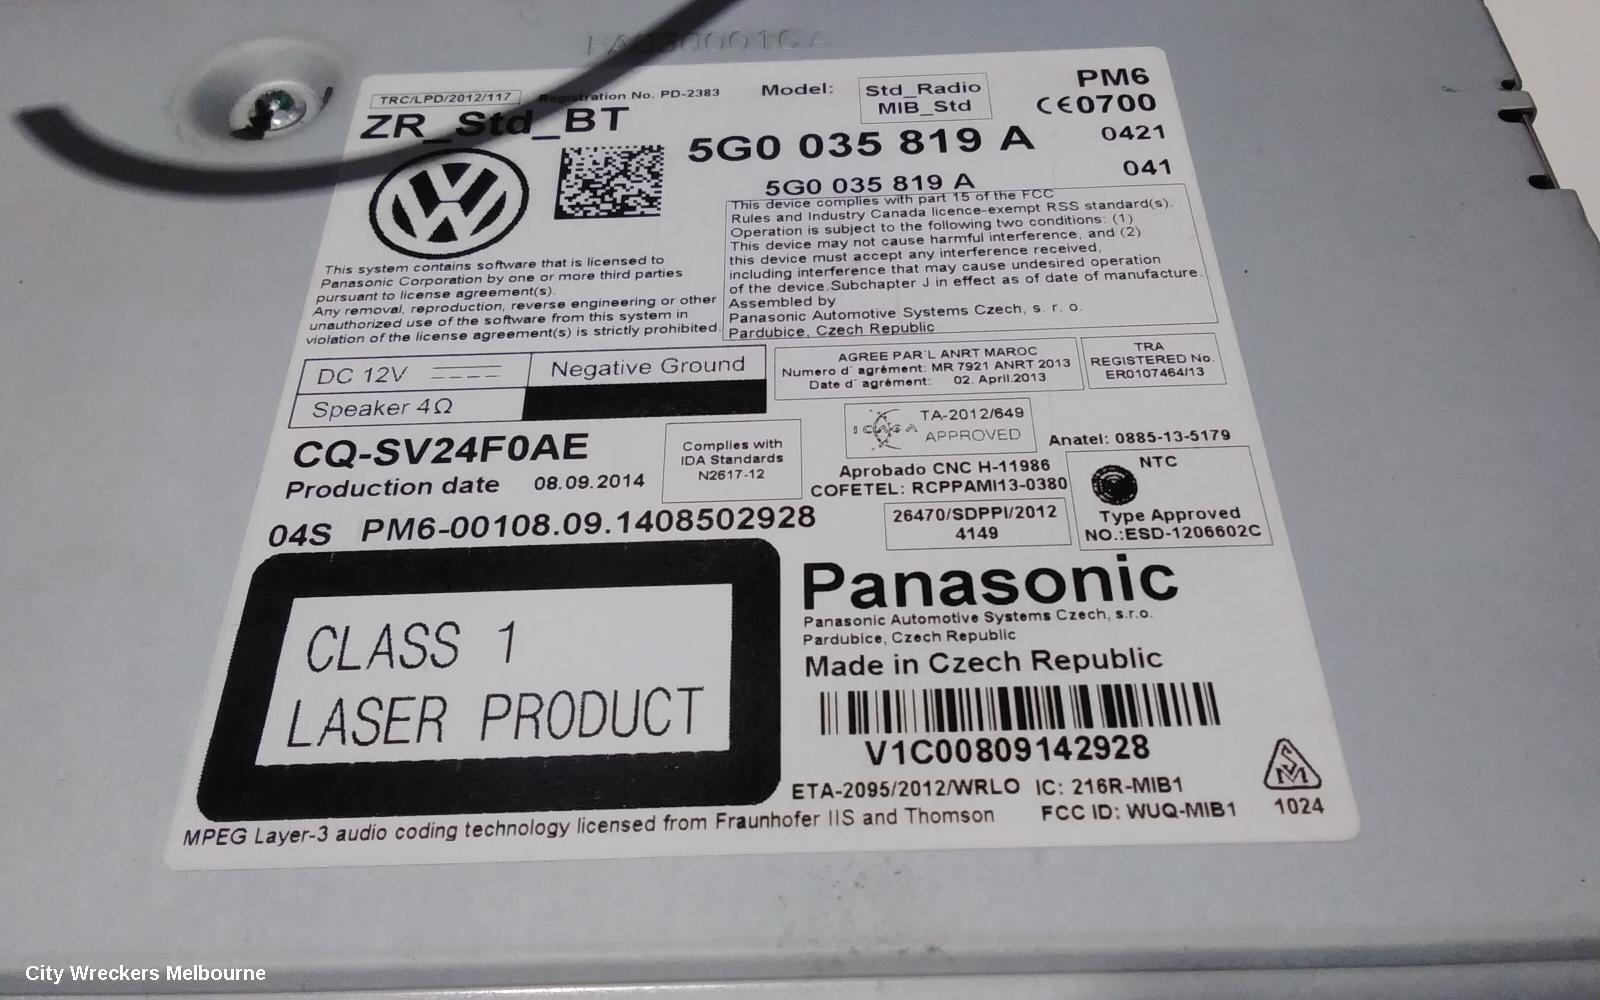 TRC/LPD/2012/117 Registration No. PD-2383
Model: Std_Radio
MIB_Std
PM6
CE0700
ZR_Std_BT
5G0 035 819 A
0421
5G0 035 819 A
041
This device complies with part 15 of the FCC
Rules and Industry Canada licence-exempt RSS standard(s).
Operation is subject to the following two conditions: (1)
This device may not cause harmful interference, and (2)
this device must accept any interference received,
including interference that may cause undesired operation
of the device.Subchapter J in effect as of date of manufacture.
Assembled by
Panasonic Automotive Systems Czech, s. r. o.
Pardubice, Czech Republic
This system contains software that is licensed to
Panasonic Corporation by one or more third parties
pursuant to license agreement(s).
Any removal, reproduction, reverse engineering or other
unauthorized use of the software from this system in
violation of the license agreement(s) is strictly prohibited.
DC 12V
Negative Ground
Speaker 4Ω
AGREE PAR'L ANRT MAROC
Numero d' agrément: MR 7921 ANRT 2013
Date d' agrément: 02. April.2013
TRA
REGISTERED No.
ER0107464/13
CQ-SV24F0AE
Production date 08.09.2014
Complies with
IDA Standards
N2617-12
ICASA
TA-2012/649
APPROVED
Anatel: 0885-13-5179
Aprobado CNC H-11986
COFETEL: RCPPAMI13-0380
NTC
Type Approved
NO.:ESD-1206602C
26470/SDPPI/2012
4149
04S PM6-00108.09.1408502928
CLASS 1
LASER PRODUCT
Panasonic
Panasonic Automotive Systems Czech, s.r.o.
Pardubice, Czech Republic
Made in Czech Republic
V1C00809142928
ETA-2095/2012/WRLO IC: 216R-MIB1
FCC ID: WUQ-MIB1
1024
MPEG Layer-3 audio coding technology licensed from Fraunhofer IIS and Thomson
City Wreckers Melbourne